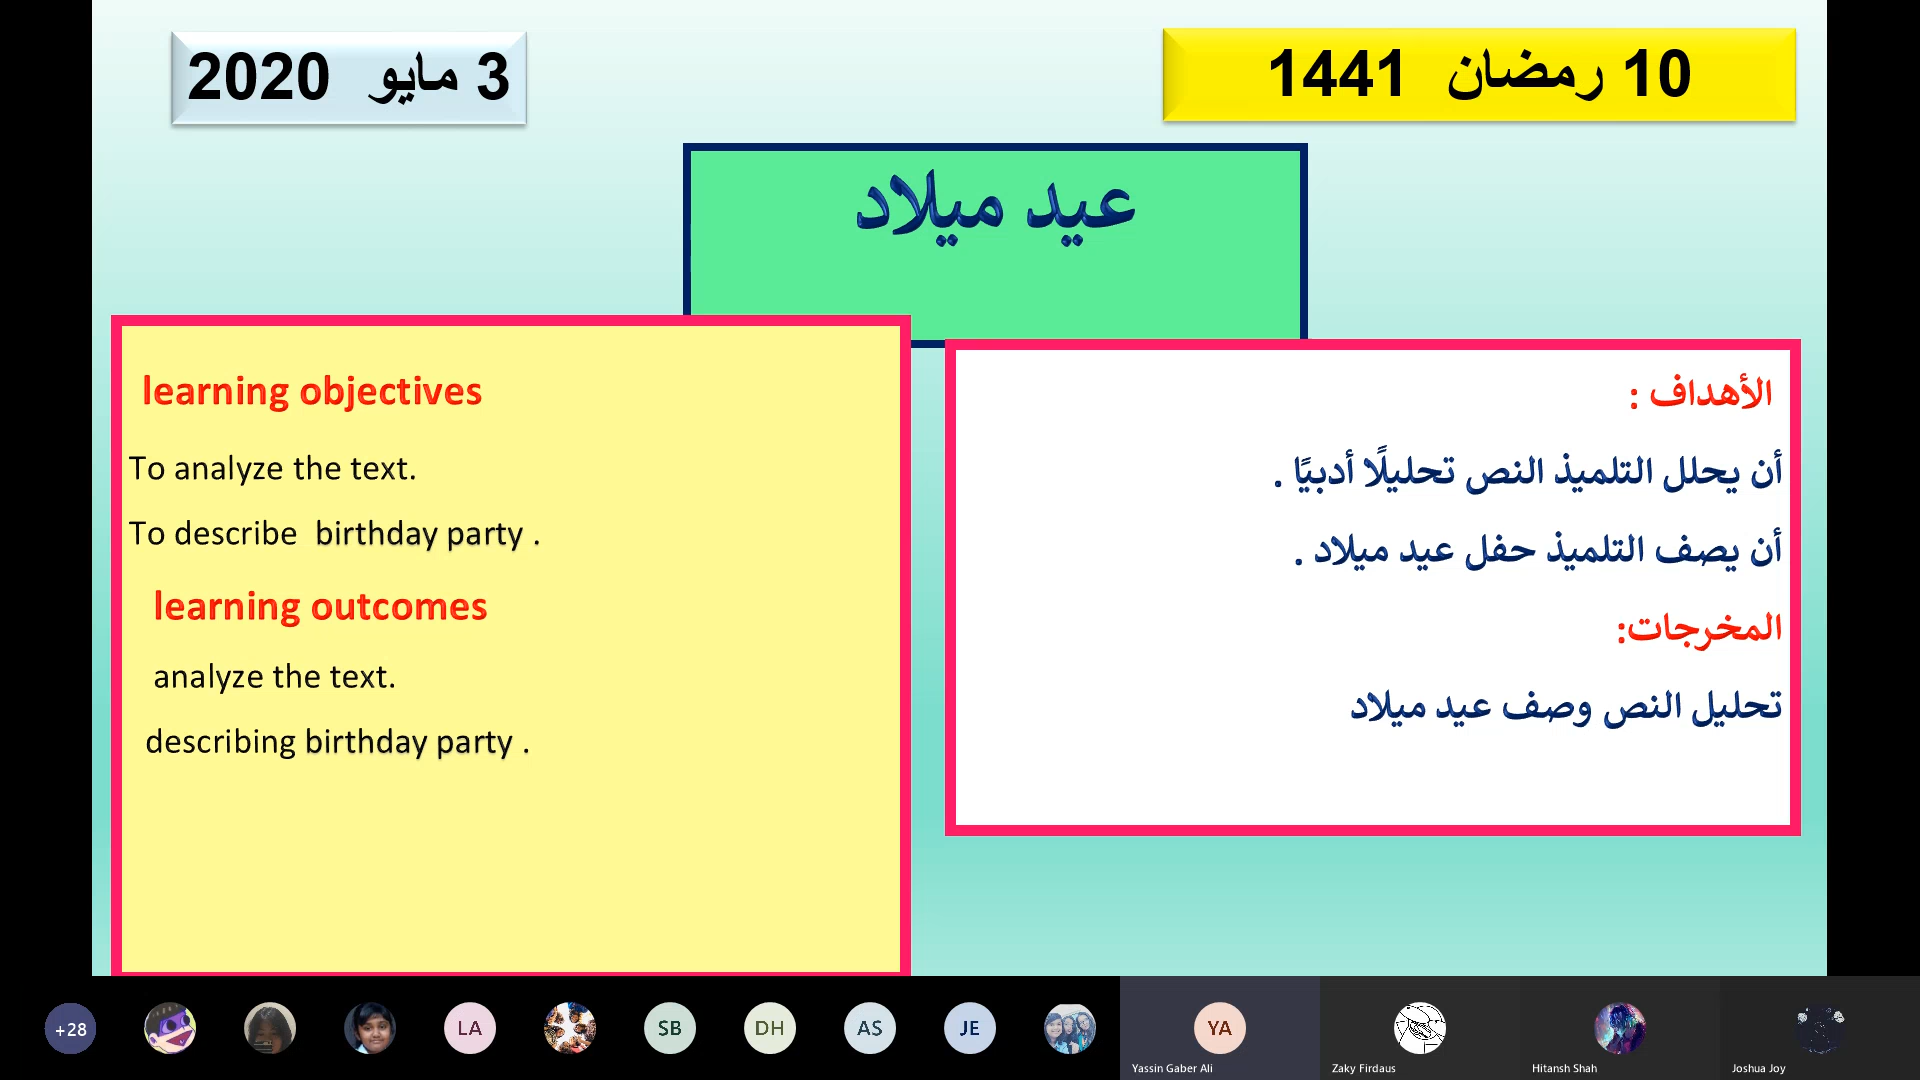 3 مايو 2020
10 رمضان 1441
عيد ميلاد
learning objectives
To analyze the text.
To describe birthday party .
learning outcomes
analyze the text.
describing birthday party .
الأهداف :
أن يحلل التلميذ النص تحليلًا أدبيًا .
أن يصف التلميذ حفل عيد ميلاد .
المخرجات:
تحليل النص وصف عيد ميلاد
+28
LA
SB
DH
AS
JE
YA
Yassin Gaber Ali
Zaky Firdaus
Hitansh Shah
Joshua Joy